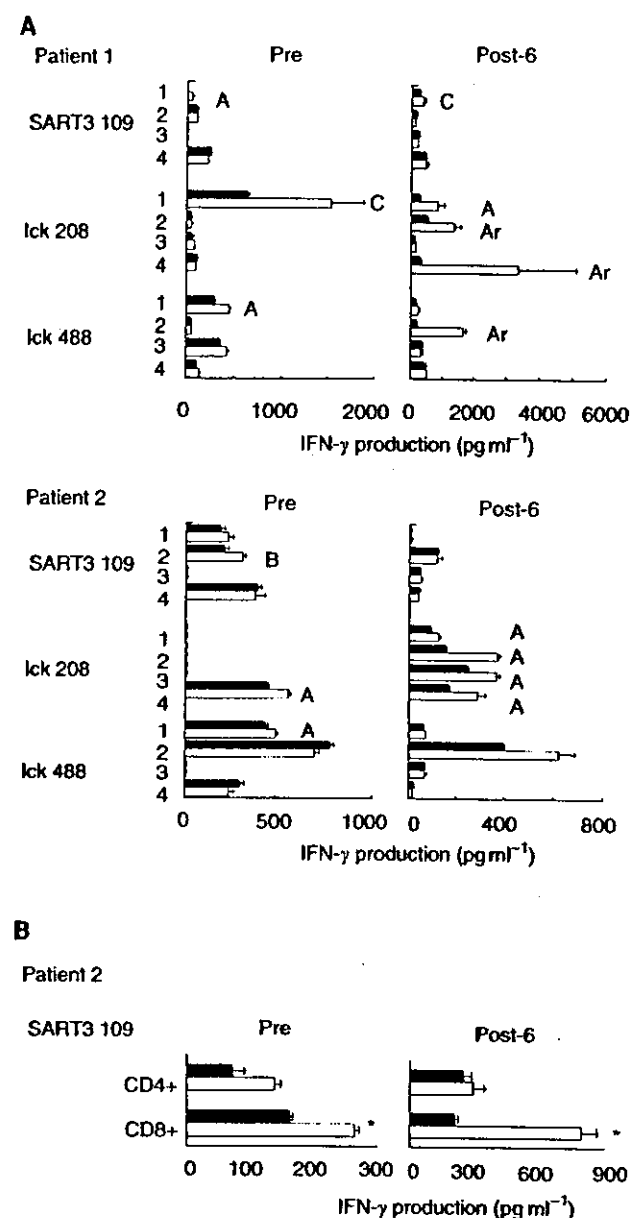 A
Patient 1 Pre Post-6
SART3 109
1 A C
2
3
4
lck 208
1 C A
2 Ar
3
4 Ar
lck 488
1 A
2 Ar
3
4
0 1000 2000 0 2000 4000 6000
IFN-γ production (pg ml⁻¹)
Patient 2 Pre Post-6
SART3 109
1
2 B
3
4
lck 208
1 A
2 A
3 A
4 A A
lck 488
1 A
2
3
4
0 500 1000 0 400 800
IFN-γ production (pg ml⁻¹)
B
Patient 2
SART3 109 Pre Post-6
CD4+
CD8+ * *
0 100 200 300 0 300 600 900
IFN-γ production (pg ml⁻¹)